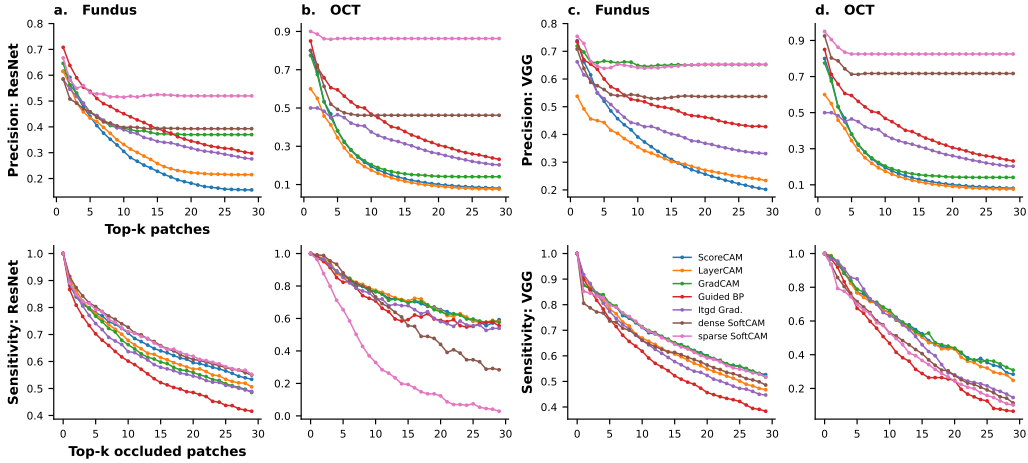 a. Fundus
b. OCT
c. Fundus
d. OCT
Precision: ResNet
0.8
0.7
0.6
0.5
0.4
0.3
0.2
0 5 10 15 20 25 30
Top-k patches
0.9
0.7
0.5
0.3
0.1
0 5 10 15 20 25 30
Precision: VGG
0.8
0.7
0.6
0.5
0.4
0.3
0.2
0 5 10 15 20 25 30
0.9
0.7
0.5
0.3
0.1
0 5 10 15 20 25 30
Sensitivity: ResNet
1.0
0.9
0.8
0.7
0.6
0.5
0.4
0 5 10 15 20 25 30
Top-k occluded patches
1.0
0.8
0.6
0.4
0.2
0.0
0 5 10 15 20 25 30
Sensitivity: VGG
1.0
0.9
0.8
0.7
0.6
0.5
0.4
0 5 10 15 20 25 30
ScoreCAM
LayerCAM
GradCAM
Guided BP
Itgd Grad.
dense SoftCAM
sparse SoftCAM
1.0
0.8
0.6
0.4
0.2
0 5 10 15 20 25 30